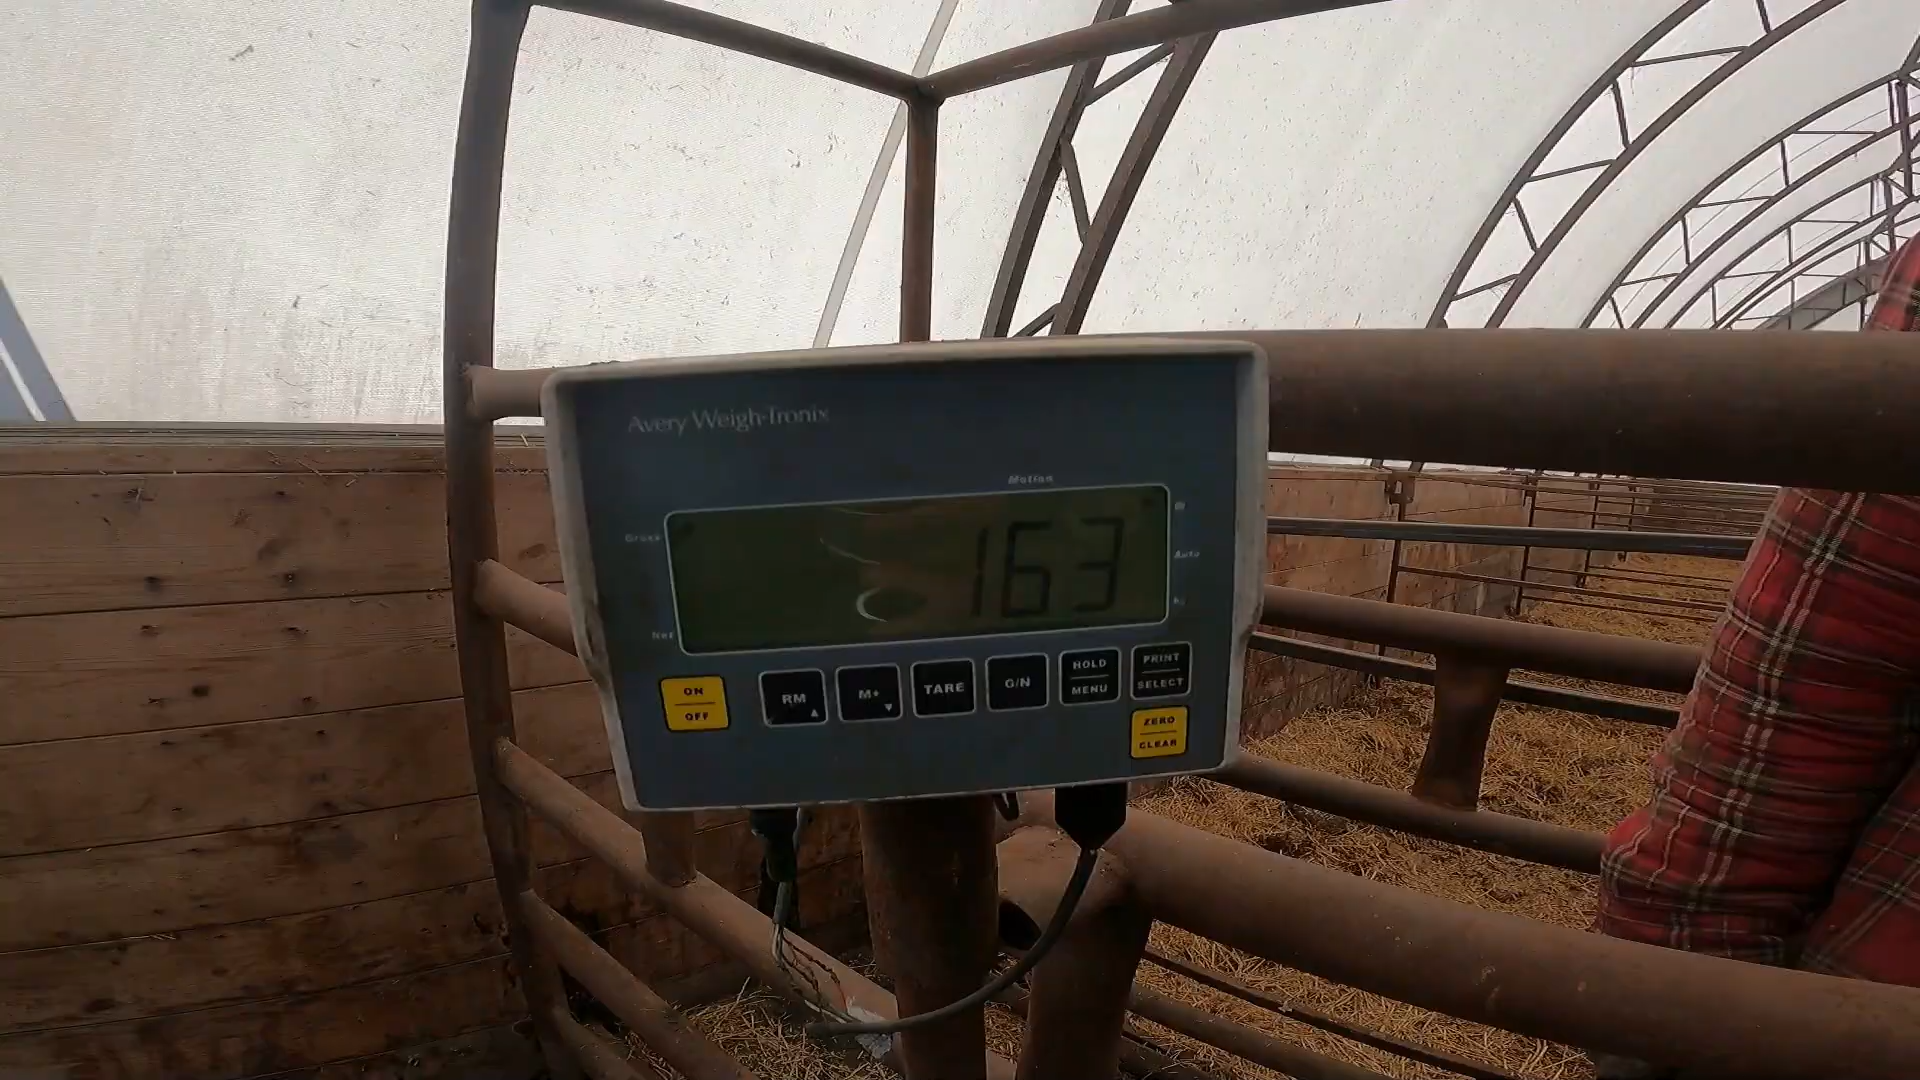 Avery Weigh-Tronix
Motion
Gross
163
Auto
Net
ON
OFF
RM
M+
TARE
G/N
HOLD
MENU
PRINT
SELECT
ZERO
CLEAR